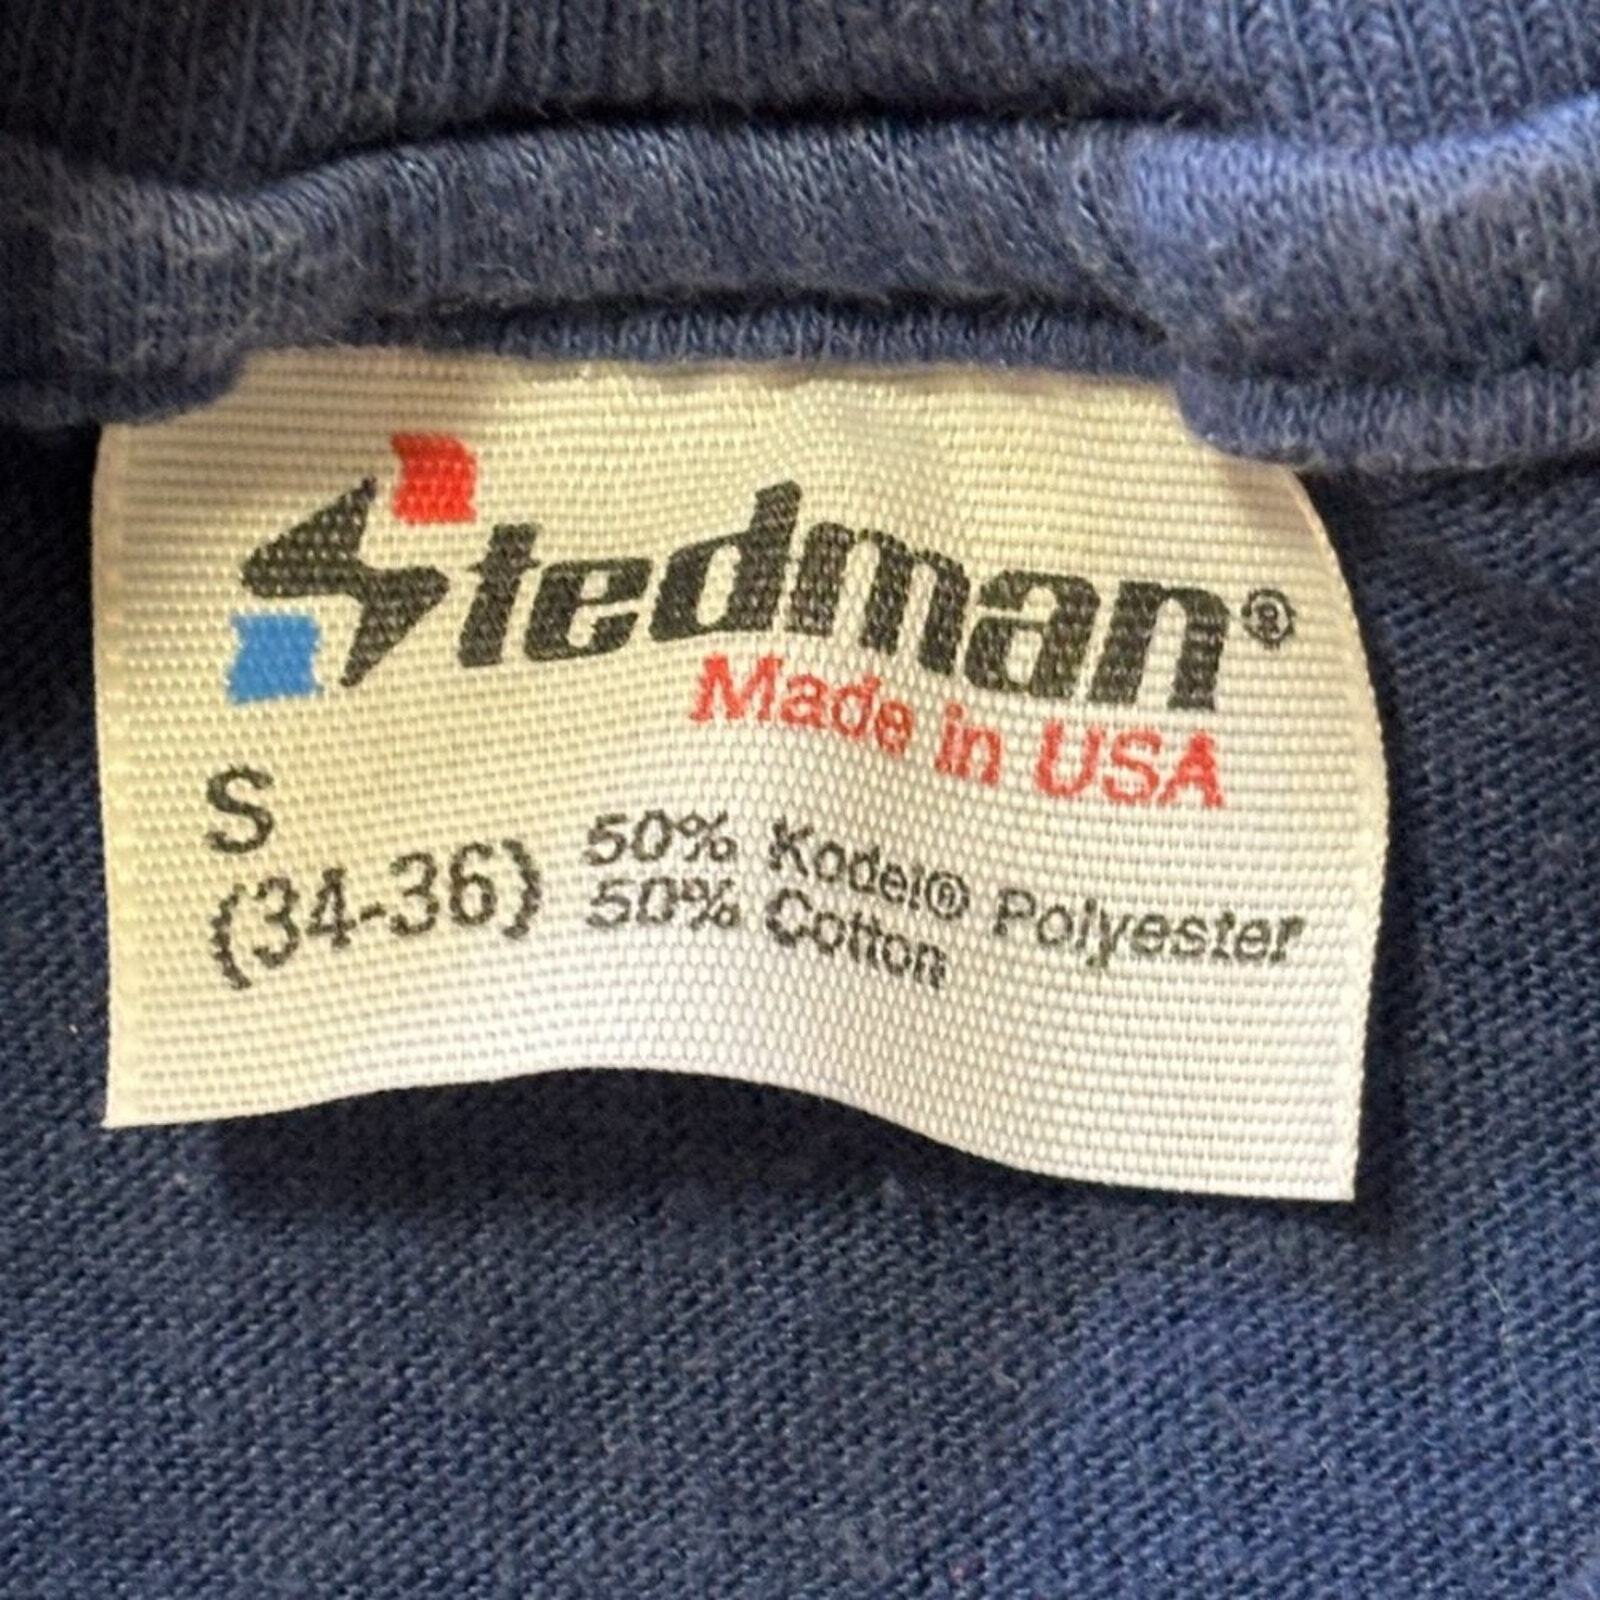 Stedman®
Made in USA
S
(34-36)
50% Kodel® Polyester
50% Cotton